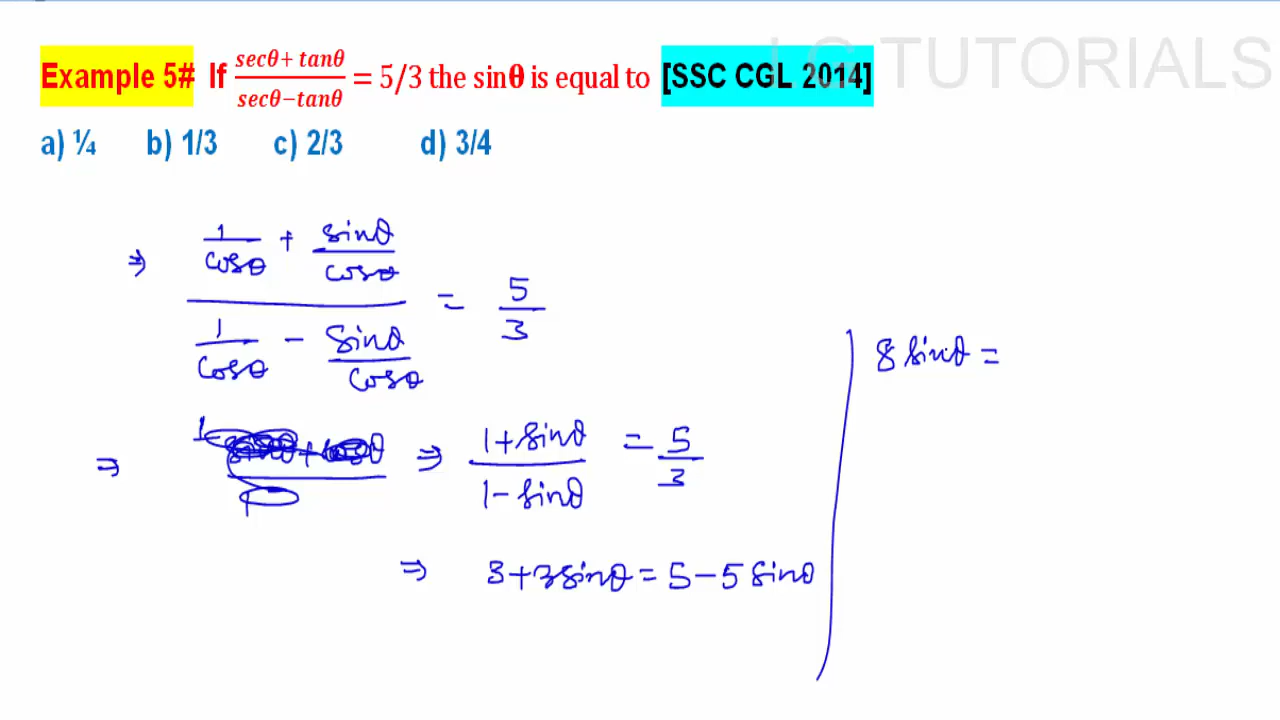 LG TUTORIALS
Example 5# If (secθ+ tanθ)/(secθ−tanθ) = 5/3 the sinθ is equal to [SSC CGL 2014]
a) ¼ b) 1/3 c) 2/3 d) 3/4
⇒ (1/cosθ + sinθ/cosθ)/(1/cosθ − sinθ/cosθ) = 5/3
⇒ ⇒ (1+sinθ)/(1−sinθ) = 5/3
⇒ 3+3sinθ = 5−5sinθ
8sinθ =